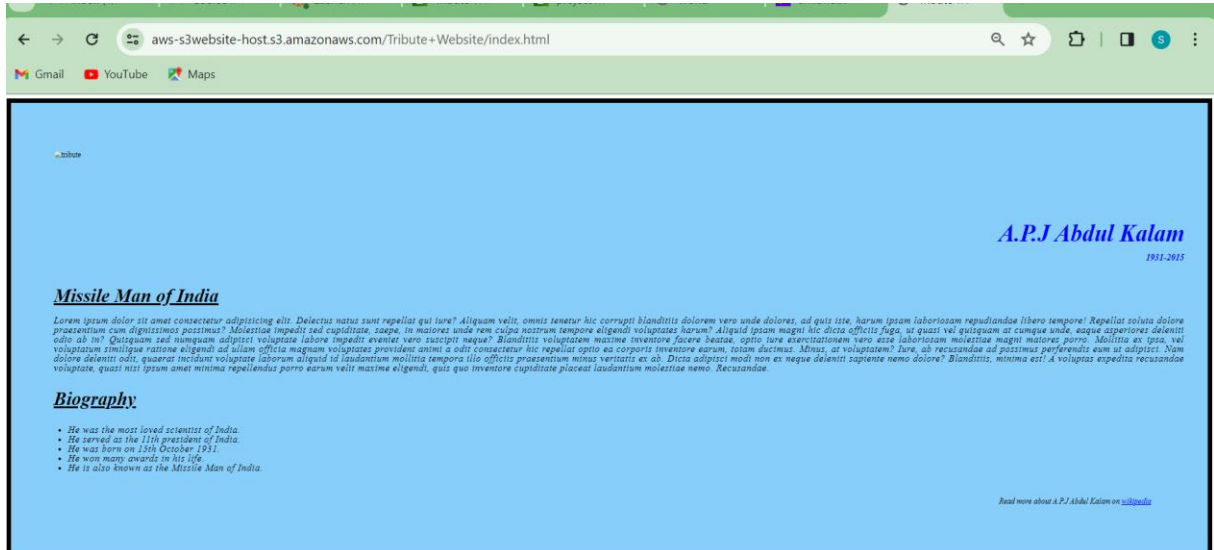 aws-s3website-host.s3.amazonaws.com/Tribute+Website/index.html
S
Gmail YouTube Maps
tribute
A.P.J Abdul Kalam
1931-2015
Missile Man of India
Lorem ipsum dolor sit amet consectetur adipisicing elit. Delectus natus sunt repellat qui iure? Aliquam velit, omnis tenetur hic corrupti blanditiis dolorem vero unde dolores, ad quis iste, harum ipsam laboriosam repudiandae libero tempore! Repellat soluta dolore
praesentium cum dignissimos possimus? Molestiae impedit sed cupiditate, saepe, in maiores unde rem culpa nostrum tempore eligendi voluptates harum? Aliquid ipsam magni hic dicta officiis fuga, ut quasi vel quisquam at cumque unde, eaque asperiores deleniti
odio ab in? Quisquam sed numquam adipisci voluptate labore impedit eveniet vero suscipit neque? Blanditiis voluptatem maxime inventore facere beatae, optio iure exercitationem vero esse laboriosam molestiae magni maiores porro. Mollitia ex ipsa, vel
voluptatum similique ratione eligendi ad ullam officia magnam voluptates provident animi a odit consectetur hic repellat optio ea corporis inventore earum, totam ducimus. Minus, at voluptatem? Iure, ab recusandae ad possimus perferendis eum ut adipisci. Nam
dolore deleniti odit, quaerat incidunt voluptate laborum aliquid id laudantium mollitia tempora illo officiis praesentium minus veritatis ex ab. Dicta adipisci modi non ex neque deleniti sapiente nemo dolore? Blanditiis, minima est! A voluptas expedita recusandae
voluptate, quasi nisi ipsum amet minima repellendus porro earum velit maxime eligendi, quis quo inventore cupiditate placeat laudantium molestiae nemo. Recusandae.
Biography
He was the most loved scientist of India.
He served as the 11th president of India.
He was born on 15th October 1931.
He won many awards in his life.
He is also known as the Missile Man of India.
Read more about A.P.J Abdul Kalam on wikipedia